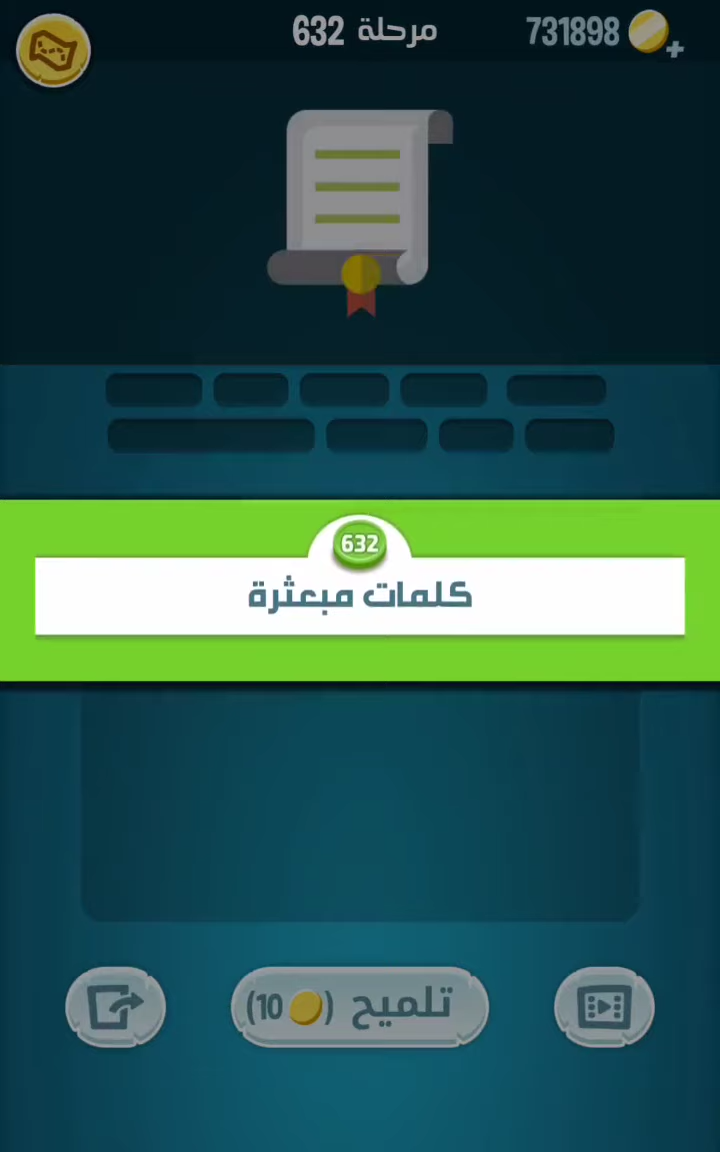 مرحلة 632
731898
632
كلمات مبعثرة
تلميح (10)